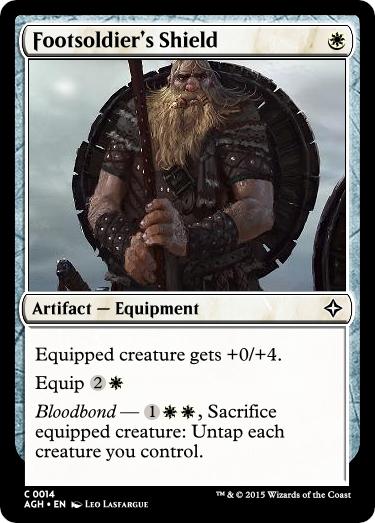 Footsoldier's Shield
Artifact — Equipment
Equipped creature gets +0/+4.
Equip 2
Bloodbond — 1, Sacrifice
equipped creature: Untap each
creature you control.
C 0014
AGH • EN Leo Lasfargue
™ & © 2015 Wizards of the Coast